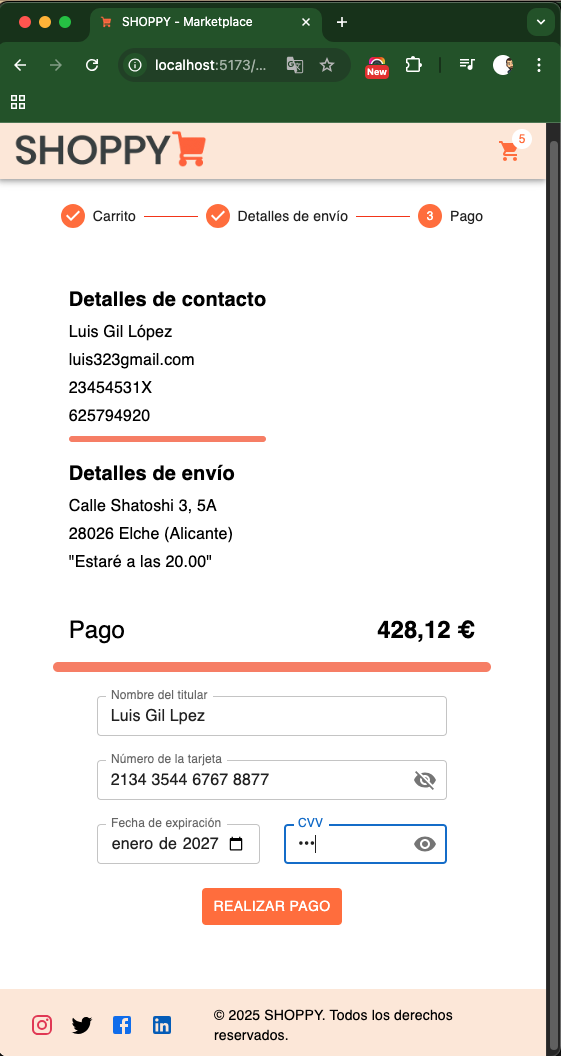 SHOPPY - Marketplace
localhost:5173/...
New
SHOPPY
5
Carrito
Detalles de envío
3
Pago
Detalles de contacto
Luis Gil López
luis323gmail.com
23454531X
625794920
Detalles de envío
Calle Shatoshi 3, 5A
28026 Elche (Alicante)
"Estaré a las 20.00"
Pago
428,12 €
Nombre del titular
Luis Gil Lpez
Número de la tarjeta
2134 3544 6767 8877
Fecha de expiración
enero de 2027
CVV
•••
REALIZAR PAGO
© 2025 SHOPPY. Todos los derechos
reservados.